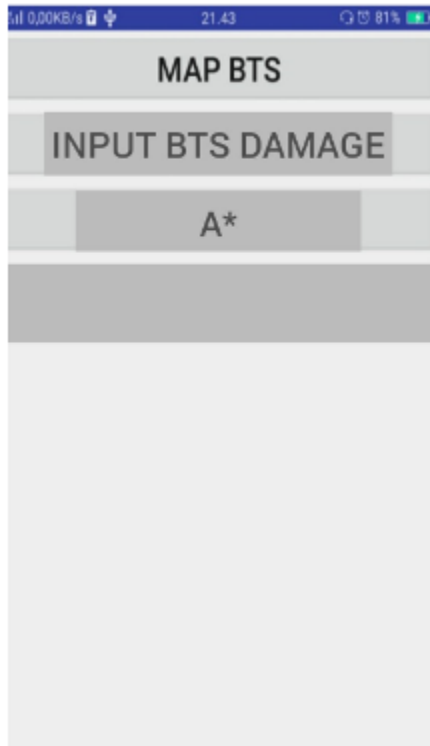 0,00KB/s 21.43 81%
MAP BTS
INPUT BTS DAMAGE
A*